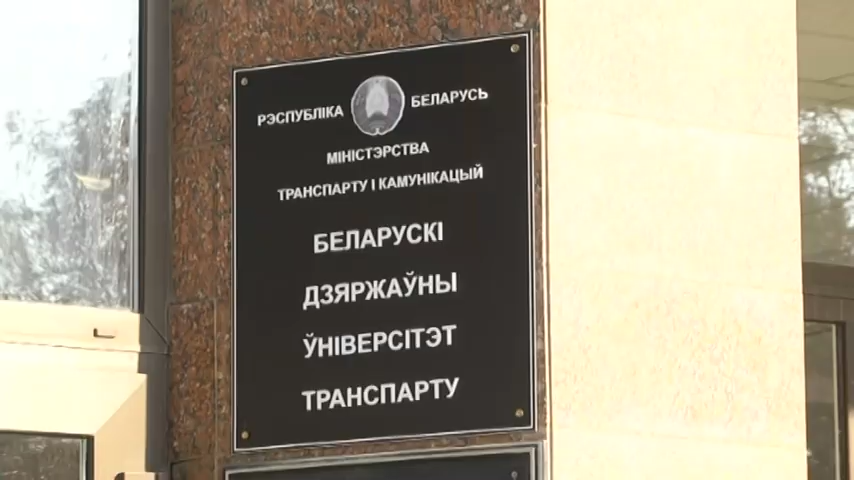 РЭСПУБЛІКА БЕЛАРУСЬ
МІНІСТЭРСТВА
ТРАНСПАРТУ І КАМУНІКАЦЫЙ
БЕЛАРУСКІ
ДЗЯРЖАЎНЫ
ЎНІВЕРСІТЭТ
ТРАНСПАРТУ